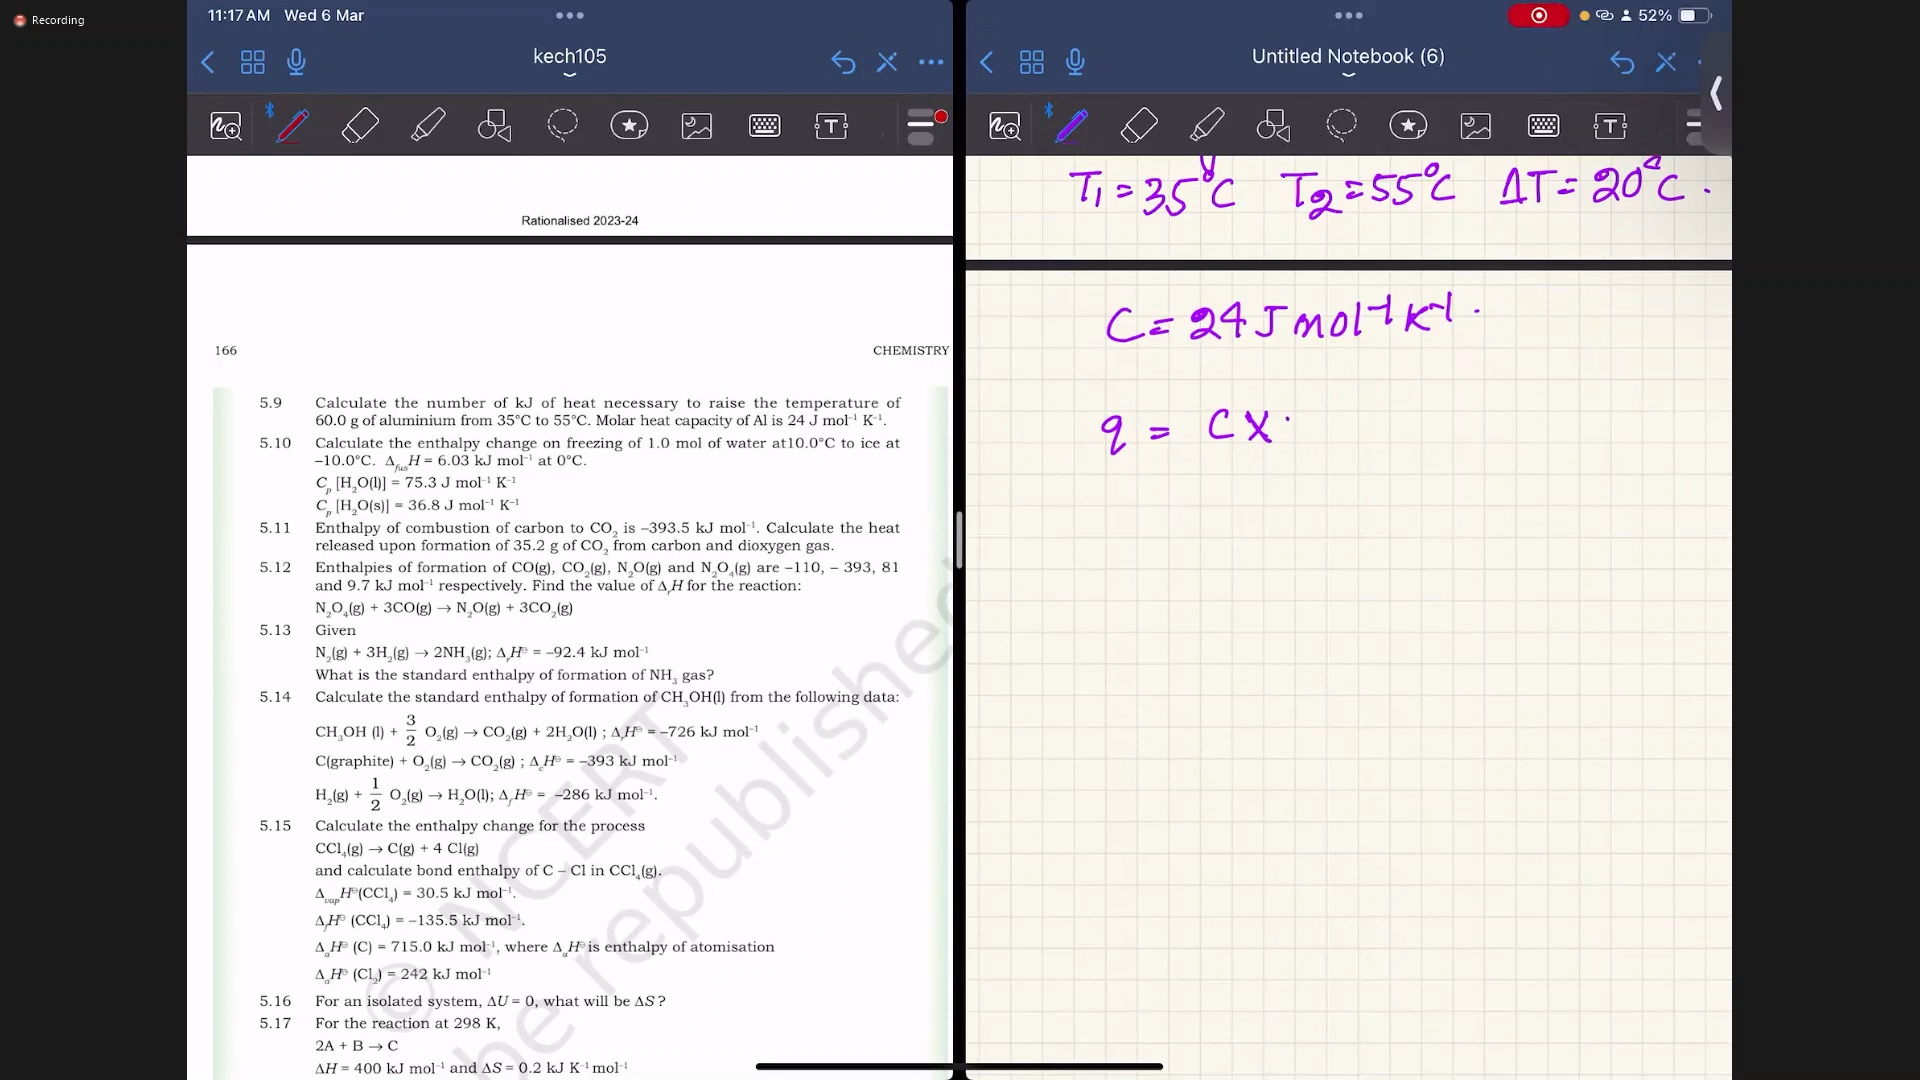 Recording
11:17 AM Wed 6 Mar
52%
kech105
Untitled Notebook (6)
Rationalised 2023-24
166
CHEMISTRY
5.9 Calculate the number of kJ of heat necessary to raise the temperature of
60.0 g of aluminium from 35°C to 55°C. Molar heat capacity of Al is 24 J mol⁻¹ K⁻¹.
5.10 Calculate the enthalpy change on freezing of 1.0 mol of water at10.0°C to ice at
–10.0°C. Δ_fus H = 6.03 kJ mol⁻¹ at 0°C.
C_p [H₂O(l)] = 75.3 J mol⁻¹ K⁻¹
C_p [H₂O(s)] = 36.8 J mol⁻¹ K⁻¹
5.11 Enthalpy of combustion of carbon to CO₂ is –393.5 kJ mol⁻¹. Calculate the heat
released upon formation of 35.2 g of CO₂ from carbon and dioxygen gas.
5.12 Enthalpies of formation of CO(g), CO₂(g), N₂O(g) and N₂O₄(g) are –110, – 393, 81
and 9.7 kJ mol⁻¹ respectively. Find the value of Δ_r H for the reaction:
N₂O₄(g) + 3CO(g) → N₂O(g) + 3CO₂(g)
5.13 Given
N₂(g) + 3H₂(g) → 2NH₃(g); Δ_r H⊖ = –92.4 kJ mol⁻¹
What is the standard enthalpy of formation of NH₃ gas?
5.14 Calculate the standard enthalpy of formation of CH₃OH(l) from the following data:
CH₃OH (l) + 3/2 O₂(g) → CO₂(g) + 2H₂O(l) ; Δ_r H⊖ = –726 kJ mol⁻¹
C(graphite) + O₂(g) → CO₂(g) ; Δ_c H⊖ = –393 kJ mol⁻¹
H₂(g) + 1/2 O₂(g) → H₂O(l); Δ_f H⊖ = –286 kJ mol⁻¹.
5.15 Calculate the enthalpy change for the process
CCl₄(g) → C(g) + 4 Cl(g)
and calculate bond enthalpy of C – Cl in CCl₄(g).
Δ_vap H⊖(CCl₄) = 30.5 kJ mol⁻¹.
Δ_f H⊖ (CCl₄) = –135.5 kJ mol⁻¹.
Δ_a H⊖ (C) = 715.0 kJ mol⁻¹, where Δ_a H⊖ is enthalpy of atomisation
Δ_a H⊖ (Cl₂) = 242 kJ mol⁻¹
5.16 For an isolated system, ΔU = 0, what will be ΔS ?
5.17 For the reaction at 298 K,
2A + B → C
ΔH = 400 kJ mol⁻¹ and ΔS = 0.2 kJ K⁻¹ mol⁻¹
© NCERT
be republished
T₁ = 35°C T₂ = 55°C ΔT = 20°C .
C = 24 J mol⁻¹ K⁻¹ .
q = C X